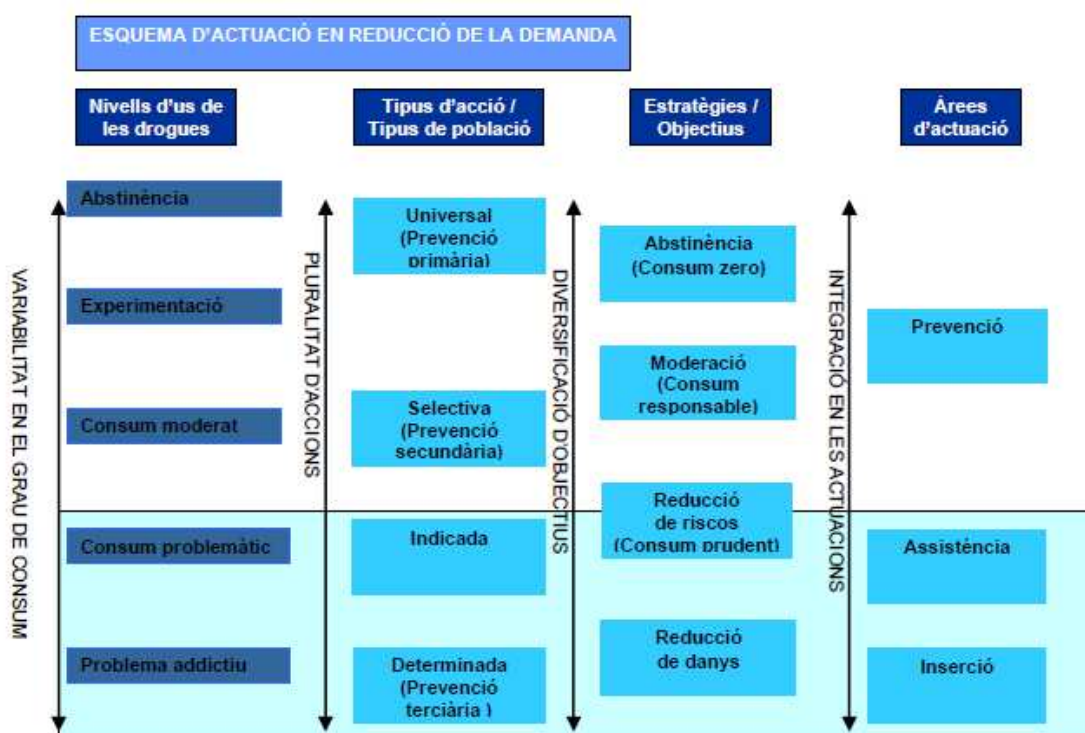 ESQUEMA D'ACTUACIÓ EN REDUCCIÓ DE LA DEMANDA
Nivells d'us de
les drogues
Tipus d'acció /
Tipus de població
Estratègies /
Objectius
Àrees
d'actuació
VARIABILITAT EN EL GRAU DE CONSUM
Abstinència
Experimentació
Consum moderat
Consum problemàtic
Problema addictiu
PLURALITAT D'ACCIONS
Universal
(Prevenció
primària)
Selectiva
(Prevenció
secundària)
Indicada
Determinada
(Prevenció
terciària )
DIVERSIFICACIÓ D'OBJECTIUS
Abstinència
(Consum zero)
Moderació
(Consum
responsable)
Reducció
de riscos
(Consum prudent)
Reducció
de danys
INTEGRACIÓ EN LES ACTUACIONS
Prevenció
Assistència
Inserció